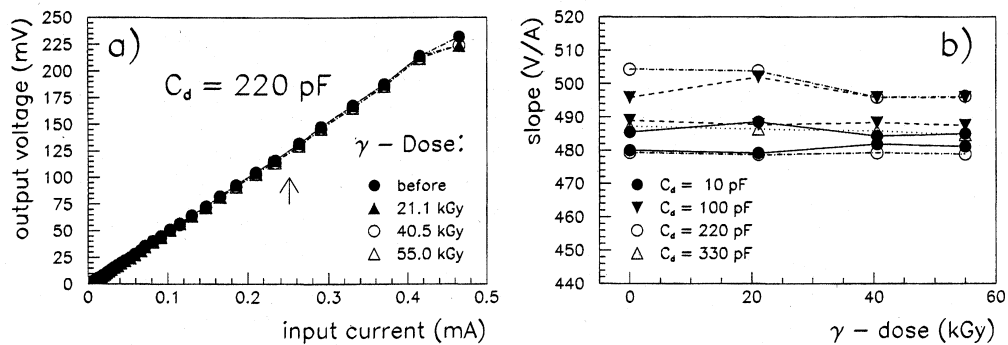 a)
C_d = 220 pF
γ - Dose:
before
21.1 kGy
40.5 kGy
55.0 kGy
output voltage (mV)
250
225
200
175
150
125
100
75
50
25
0
0 0.1 0.2 0.3 0.4 0.5
input current (mA)
b)
slope (V/A)
520
510
500
490
480
470
460
450
440
C_d = 10 pF
C_d = 100 pF
C_d = 220 pF
C_d = 330 pF
0 20 40 60
γ - dose (kGy)